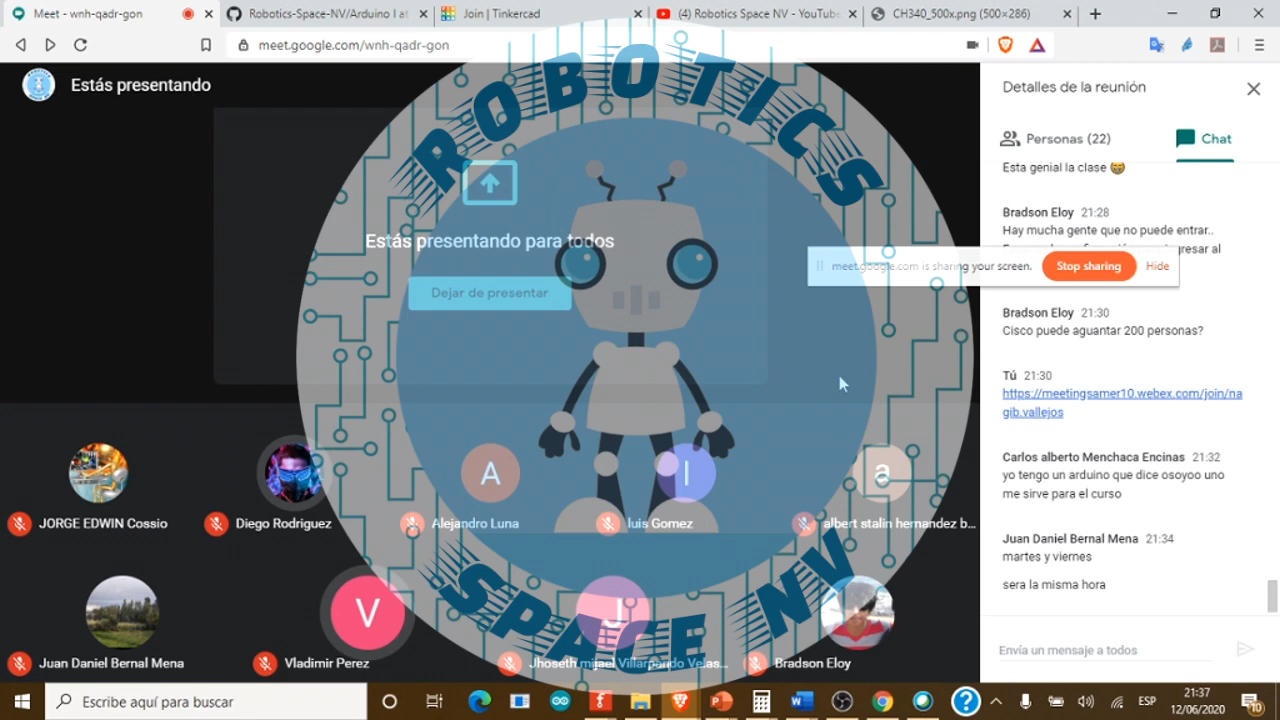 Meet - wnh-qadr-gon
Robotics-Space-NV/Arduino I at
Join | Tinkercad
(4) Robotics Space NV - YouTube
CH340_500x.png (500×286)
meet.google.com/wnh-qadr-gon
Estás presentando
ROBOTICS
Estás presentando para todos
Dejar de presentar
meet.google.com is sharing your screen.
Stop sharing
Hide
Detalles de la reunión
Personas (22)
Chat
Esta genial la clase 😸
Bradson Eloy 21:28
Hay mucha gente que no puede entrar..
Bradson Eloy 21:30
Cisco puede aguantar 200 personas?
Tú 21:30
https://meetingsamer10.webex.com/join/na
gib.vallejos
Carlos alberto Menchaca Encinas 21:32
yo tengo un arduino que dice osoyoo uno
me sirve para el curso
Juan Daniel Bernal Mena 21:34
martes y viernes
sera la misma hora
Envía un mensaje a todos
A
I
a
JORGE EDWIN Cossio
Diego Rodriguez
Alejandro Luna
luis Gomez
albert stalin hernandez b...
V
J
Juan Daniel Bernal Mena
Vladimir Perez
Jhoseth mijael Villarpando Velas...
Bradson Eloy
SPACE NV
Escribe aquí para buscar
ESP
21:37
12/06/2020
10